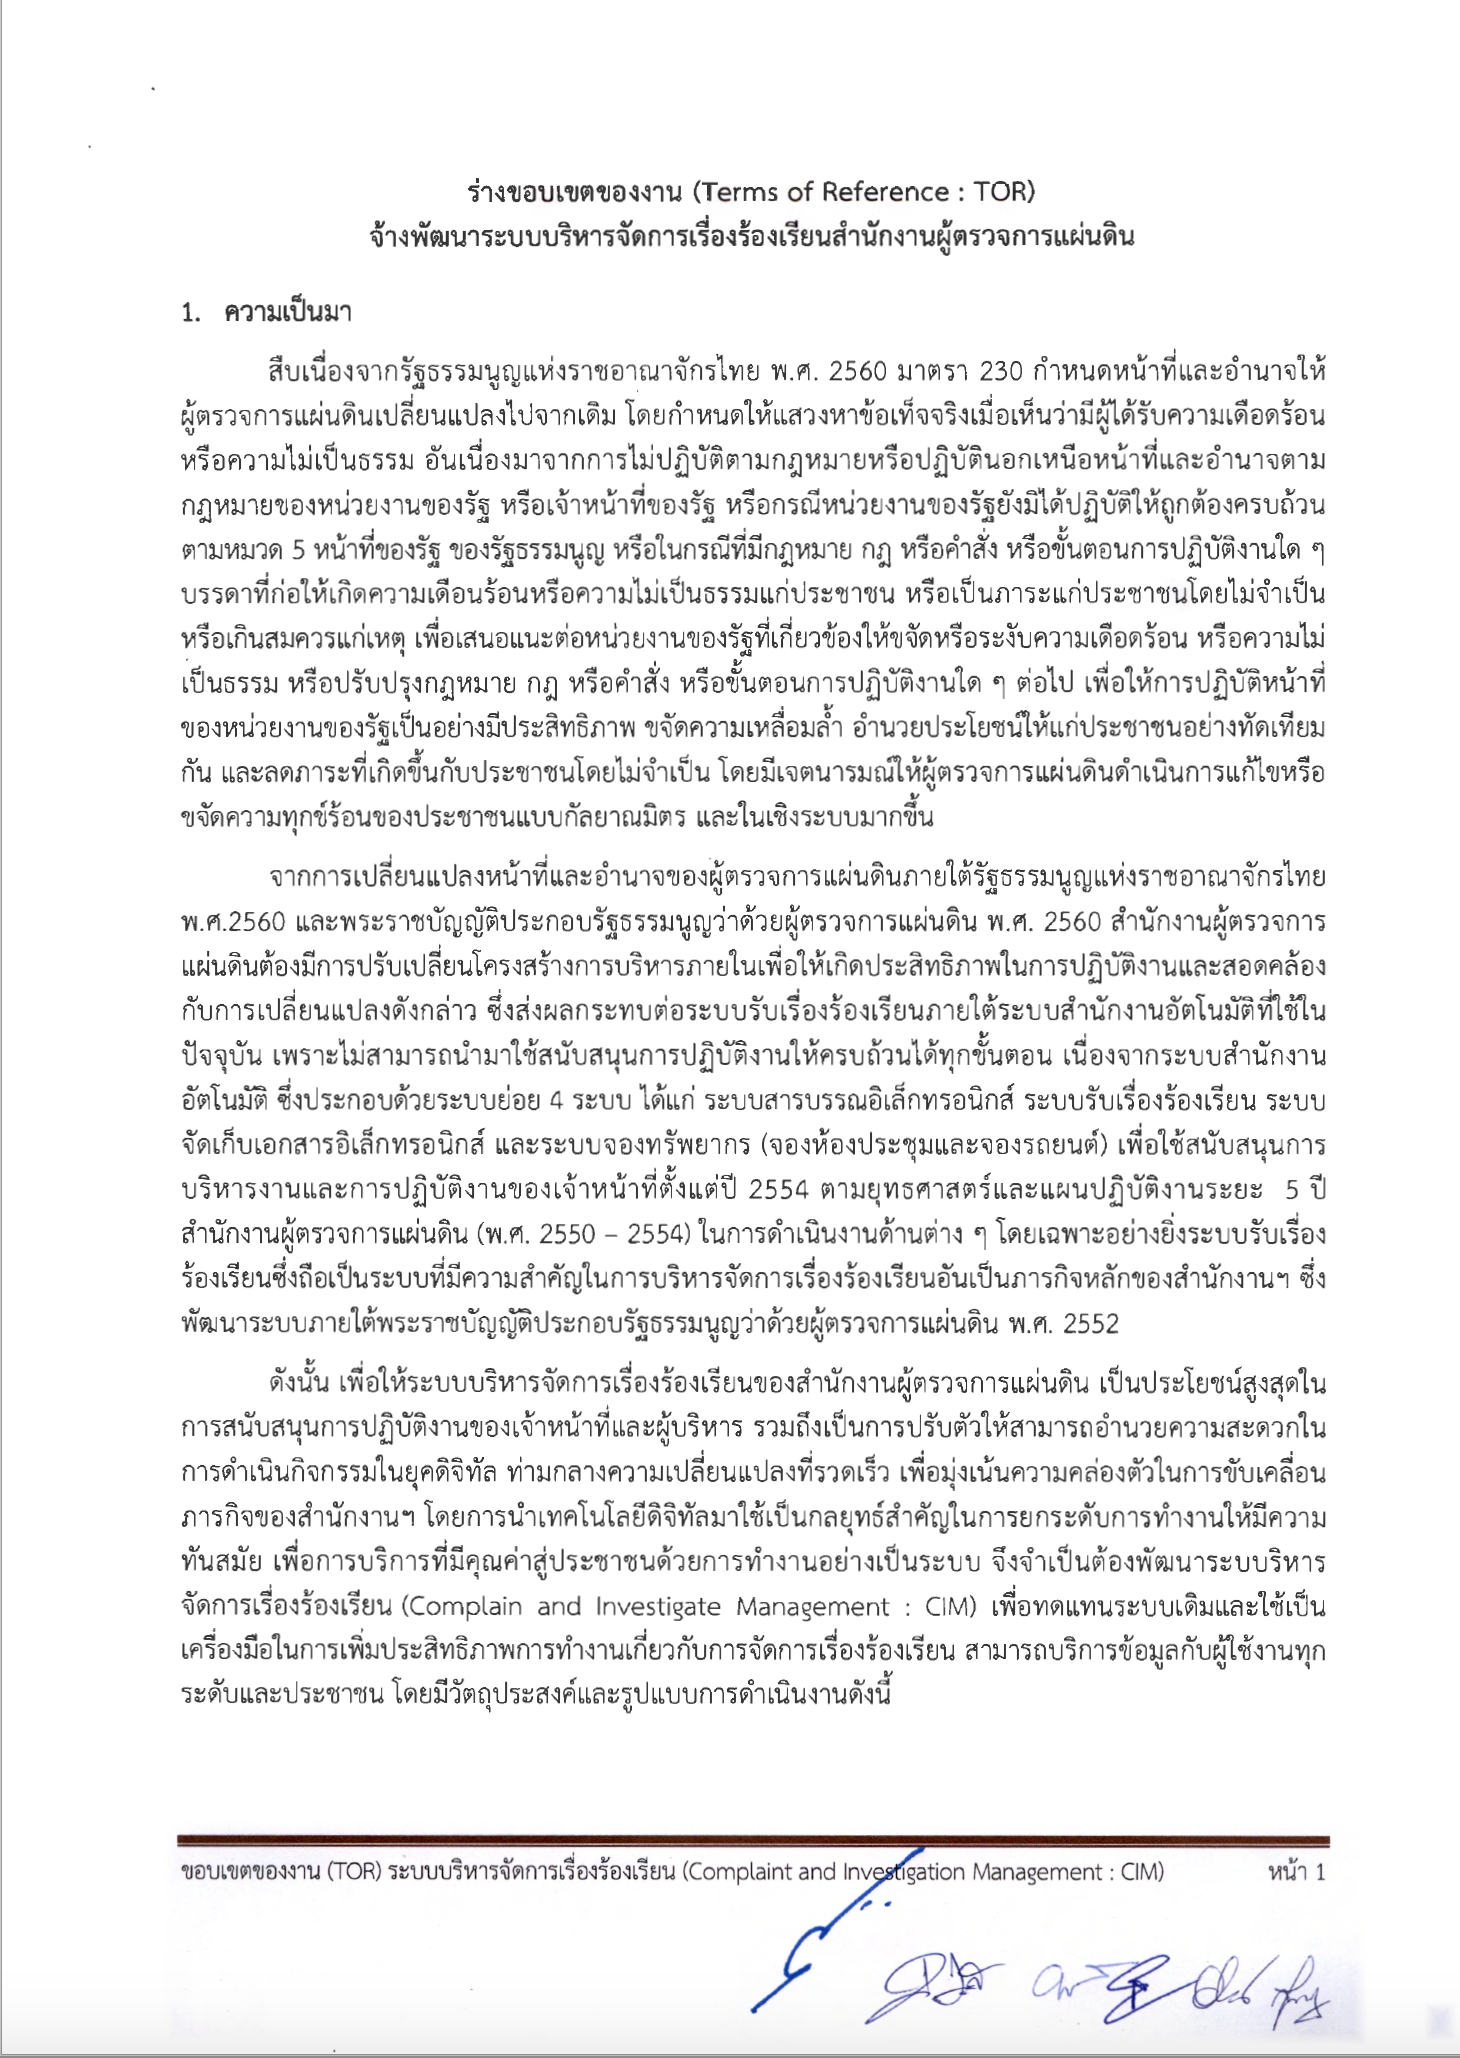 ร่างขอบเขตของงาน (Terms of Reference : TOR)
จ้างพัฒนาระบบบริหารจัดการเรื่องร้องเรียนสำนักงานผู้ตรวจการแผ่นดิน
1. ความเป็นมา
สืบเนื่องจากรัฐธรรมนูญแห่งราชอาณาจักรไทย พ.ศ. 2560 มาตรา 230 กำหนดหน้าที่และอำนาจให้
ผู้ตรวจการแผ่นดินเปลี่ยนแปลงไปจากเดิม โดยกำหนดให้แสวงหาข้อเท็จจริงเมื่อเห็นว่ามีผู้ได้รับความเดือดร้อน
หรือความไม่เป็นธรรม อันเนื่องมาจากการไม่ปฏิบัติตามกฎหมายหรือปฏิบัตินอกเหนือหน้าที่และอำนาจตาม
กฎหมายของหน่วยงานของรัฐ หรือเจ้าหน้าที่ของรัฐ หรือกรณีหน่วยงานของรัฐยังมิได้ปฏิบัติให้ถูกต้องครบถ้วน
ตามหมวด 5 หน้าที่ของรัฐ ของรัฐธรรมนูญ หรือในกรณีที่มีกฎหมาย กฎ หรือคำสั่ง หรือขั้นตอนการปฏิบัติงานใด ๆ
บรรดาที่ก่อให้เกิดความเดือนร้อนหรือความไม่เป็นธรรมแก่ประชาชน หรือเป็นภาระแก่ประชาชนโดยไม่จำเป็น
หรือเกินสมควรแก่เหตุ เพื่อเสนอแนะต่อหน่วยงานของรัฐที่เกี่ยวข้องให้ขจัดหรือระงับความเดือดร้อน หรือความไม่
เป็นธรรม หรือปรับปรุงกฎหมาย กฎ หรือคำสั่ง หรือขั้นตอนการปฏิบัติงานใด ๆ ต่อไป เพื่อให้การปฏิบัติหน้าที่
ของหน่วยงานของรัฐเป็นอย่างมีประสิทธิภาพ ขจัดความเหลื่อมล้ำ อำนวยประโยชน์ให้แก่ประชาชนอย่างทัดเทียม
กัน และลดภาระที่เกิดขึ้นกับประชาชนโดยไม่จำเป็น โดยมีเจตนารมณ์ให้ผู้ตรวจการแผ่นดินดำเนินการแก้ไขหรือ
ขจัดความทุกข์ร้อนของประชาชนแบบกัลยาณมิตร และในเชิงระบบมากขึ้น
จากการเปลี่ยนแปลงหน้าที่และอำนาจของผู้ตรวจการแผ่นดินภายใต้รัฐธรรมนูญแห่งราชอาณาจักรไทย
พ.ศ.2560 และพระราชบัญญัติประกอบรัฐธรรมนูญว่าด้วยผู้ตรวจการแผ่นดิน พ.ศ. 2560 สำนักงานผู้ตรวจการ
แผ่นดินต้องมีการปรับเปลี่ยนโครงสร้างการบริหารภายในเพื่อให้เกิดประสิทธิภาพในการปฏิบัติงานและสอดคล้อง
กับการเปลี่ยนแปลงดังกล่าว ซึ่งส่งผลกระทบต่อระบบรับเรื่องร้องเรียนภายใต้ระบบสำนักงานอัตโนมัติที่ใช้ใน
ปัจจุบัน เพราะไม่สามารถนำมาใช้สนับสนุนการปฏิบัติงานให้ครบถ้วนได้ทุกขั้นตอน เนื่องจากระบบสำนักงาน
อัตโนมัติ ซึ่งประกอบด้วยระบบย่อย 4 ระบบ ได้แก่ ระบบสารบรรณอิเล็กทรอนิกส์ ระบบรับเรื่องร้องเรียน ระบบ
จัดเก็บเอกสารอิเล็กทรอนิกส์ และระบบจองทรัพยากร (จองห้องประชุมและจองรถยนต์) เพื่อใช้สนับสนุนการ
บริหารงานและการปฏิบัติงานของเจ้าหน้าที่ตั้งแต่ปี 2554 ตามยุทธศาสตร์และแผนปฏิบัติงานระยะ 5 ปี
สำนักงานผู้ตรวจการแผ่นดิน (พ.ศ. 2550 – 2554) ในการดำเนินงานด้านต่าง ๆ โดยเฉพาะอย่างยิ่งระบบรับเรื่อง
ร้องเรียนซึ่งถือเป็นระบบที่มีความสำคัญในการบริหารจัดการเรื่องร้องเรียนอันเป็นภารกิจหลักของสำนักงานฯ ซึ่ง
พัฒนาระบบภายใต้พระราชบัญญัติประกอบรัฐธรรมนูญว่าด้วยผู้ตรวจการแผ่นดิน พ.ศ. 2552
ดังนั้น เพื่อให้ระบบบริหารจัดการเรื่องร้องเรียนของสำนักงานผู้ตรวจการแผ่นดิน เป็นประโยชน์สูงสุดใน
การสนับสนุนการปฏิบัติงานของเจ้าหน้าที่และผู้บริหาร รวมถึงเป็นการปรับตัวให้สามารถอำนวยความสะดวกใน
การดำเนินกิจกรรมในยุคดิจิทัล ท่ามกลางความเปลี่ยนแปลงที่รวดเร็ว เพื่อมุ่งเน้นความคล่องตัวในการขับเคลื่อน
ภารกิจของสำนักงานฯ โดยการนำเทคโนโลยีดิจิทัลมาใช้เป็นกลยุทธ์สำคัญในการยกระดับการทำงานให้มีความ
ทันสมัย เพื่อการบริการที่มีคุณค่าสู่ประชาชนด้วยการทำงานอย่างเป็นระบบ จึงจำเป็นต้องพัฒนาระบบบริหาร
จัดการเรื่องร้องเรียน (Complain and Investigate Management : CIM) เพื่อทดแทนระบบเดิมและใช้เป็น
เครื่องมือในการเพิ่มประสิทธิภาพการทำงานเกี่ยวกับการจัดการเรื่องร้องเรียน สามารถบริการข้อมูลกับผู้ใช้งานทุก
ระดับและประชาชน โดยมีวัตถุประสงค์และรูปแบบการดำเนินงานดังนี้
ขอบเขตของงาน (TOR) ระบบบริหารจัดการเรื่องร้องเรียน (Complaint and Investigation Management : CIM) หน้า 1